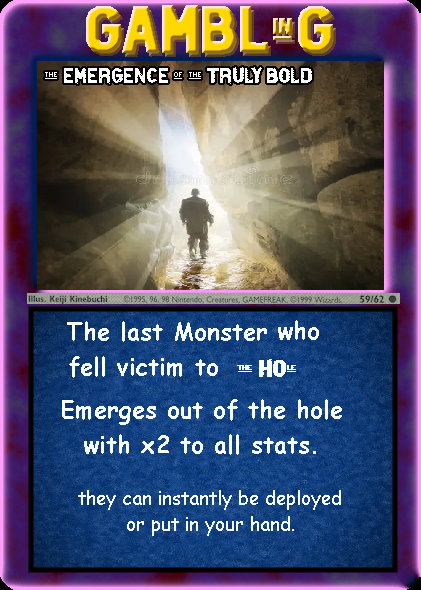 GAMBLING
THE EMERGENCE OF THE TRULY BOLD
Illus. Keiji Kinebuchi ©1995, 96, 98 Nintendo, Creatures, GAMEFREAK. ©1999 Wizards. 59/62
The last Monster who
fell victim to THE HOLE
Emerges out of the hole
with x2 to all stats.
they can instantly be deployed
or put in your hand.